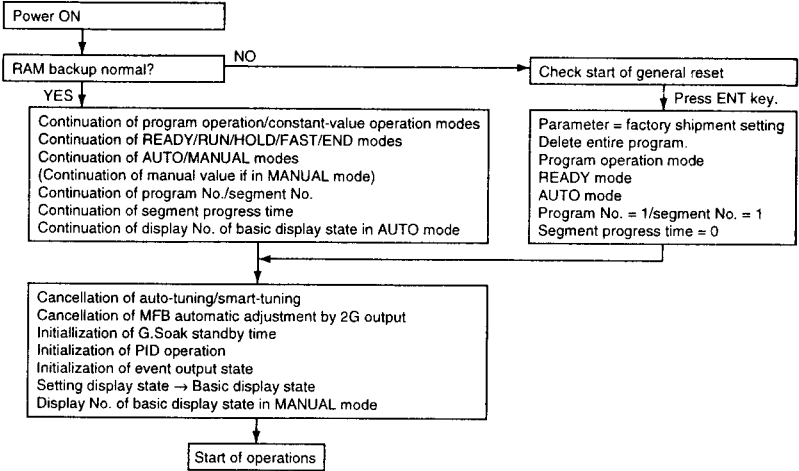 Power ON
RAM backup normal?
NO
Check start of general reset
YES
Press ENT key.
Continuation of program operation/constant-value operation modes
Continuation of READY/RUN/HOLD/FAST/END modes
Continuation of AUTO/MANUAL modes
(Continuation of manual value if in MANUAL mode)
Continuation of program No./segment No.
Continuation of segment progress time
Continuation of display No. of basic display state in AUTO mode
Parameter = factory shipment setting
Delete entire program.
Program operation mode
READY mode
AUTO mode
Program No. = 1/segment No. = 1
Segment progress time = 0
Cancellation of auto-tuning/smart-tuning
Cancellation of MFB automatic adjustment by 2G output
Initiallization of G.Soak standby time
Initialization of PID operation
Initialization of event output state
Setting display state → Basic display state
Display No. of basic display state in MANUAL mode
Start of operations